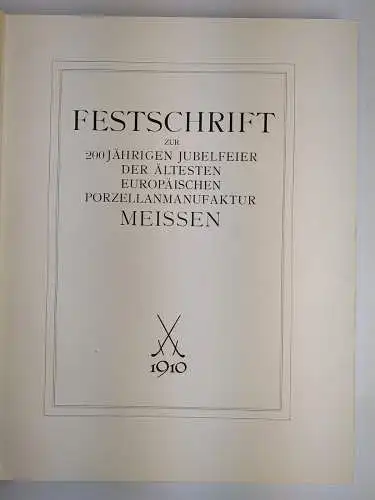 FESTSCHRIFT
ZUR
200 JÄHRIGEN JUBELFEIER
DER ÄLTESTEN
EUROPÄISCHEN
PORZELLANMANUFAKTUR
MEISSEN
1910